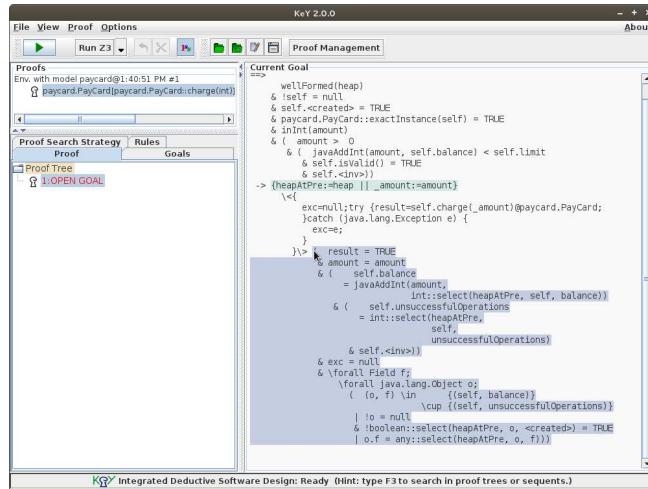 KeY 2.0.0
File View Proof Options Abou
Run Z3 Proof Management
Proofs
Env. with model paycard@1:40:51 PM #1
paycard.PayCard[paycard.PayCard::charge(int)]
Proof Search Strategy Rules
Proof Goals
Proof Tree
1:OPEN GOAL
Current Goal
==>
wellFormed(heap)
& !self = null
& self.<created> = TRUE
& paycard.PayCard::exactInstance(self) = TRUE
& inInt(amount)
& ( amount > 0
& ( javaAddInt(amount, self.balance) < self.limit
& self.isValid() = TRUE
& self.<inv>))
-> {heapAtPre:=heap || _amount:=amount}
\<{
exc=null;try {result=self.charge(_amount)@paycard.PayCard;
}catch (java.lang.Exception e) {
exc=e;
}
}\> ( result = TRUE
& amount = amount
& ( self.balance
= javaAddInt(amount,
int::select(heapAtPre, self, balance))
& ( self.unsuccessfulOperations
= int::select(heapAtPre,
self,
unsuccessfulOperations)
& self.<inv>))
& exc = null
& \forall Field f;
\forall java.lang.Object o;
( (o, f) \in {(self, balance)}
\cup {(self, unsuccessfulOperations)}
| !o = null
& !boolean::select(heapAtPre, o, <created>) = TRUE
| o.f = any::select(heapAtPre, o, f)))
KeY Integrated Deductive Software Design: Ready (Hint: type F3 to search in proof trees or sequents.)